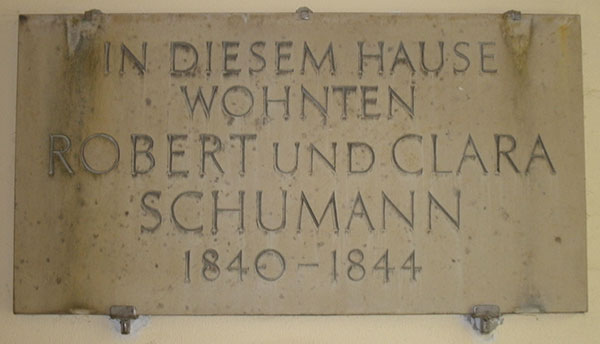 IN DIESEM HAUSE
WOHNTEN
ROBERT UND CLARA
SCHUMANN
1840 – 1844